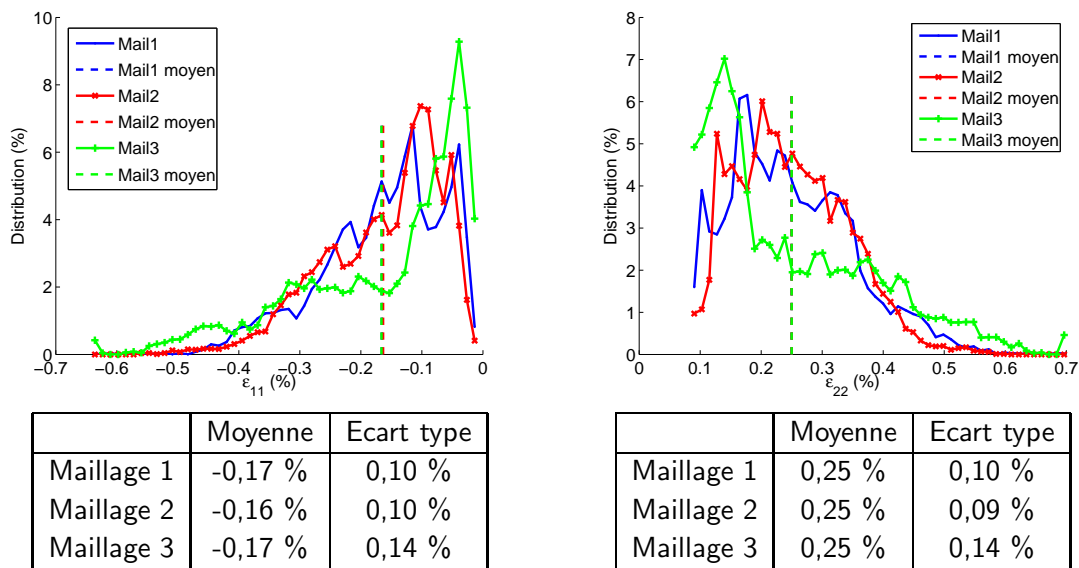 10
8
6
4
2
0
Distribution (%)
Mail1
Mail1 moyen
Mail2
Mail2 moyen
Mail3
Mail3 moyen
−0.7 −0.6 −0.5 −0.4 −0.3 −0.2 −0.1 0
ε11 (%)
8
7
6
5
4
3
2
1
0
Distribution (%)
Mail1
Mail1 moyen
Mail2
Mail2 moyen
Mail3
Mail3 moyen
0 0.1 0.2 0.3 0.4 0.5 0.6 0.7
ε22 (%)
Moyenne Ecart type
Maillage 1 -0,17 % 0,10 %
Maillage 2 -0,16 % 0,10 %
Maillage 3 -0,17 % 0,14 %
Moyenne Ecart type
Maillage 1 0,25 % 0,10 %
Maillage 2 0,25 % 0,09 %
Maillage 3 0,25 % 0,14 %